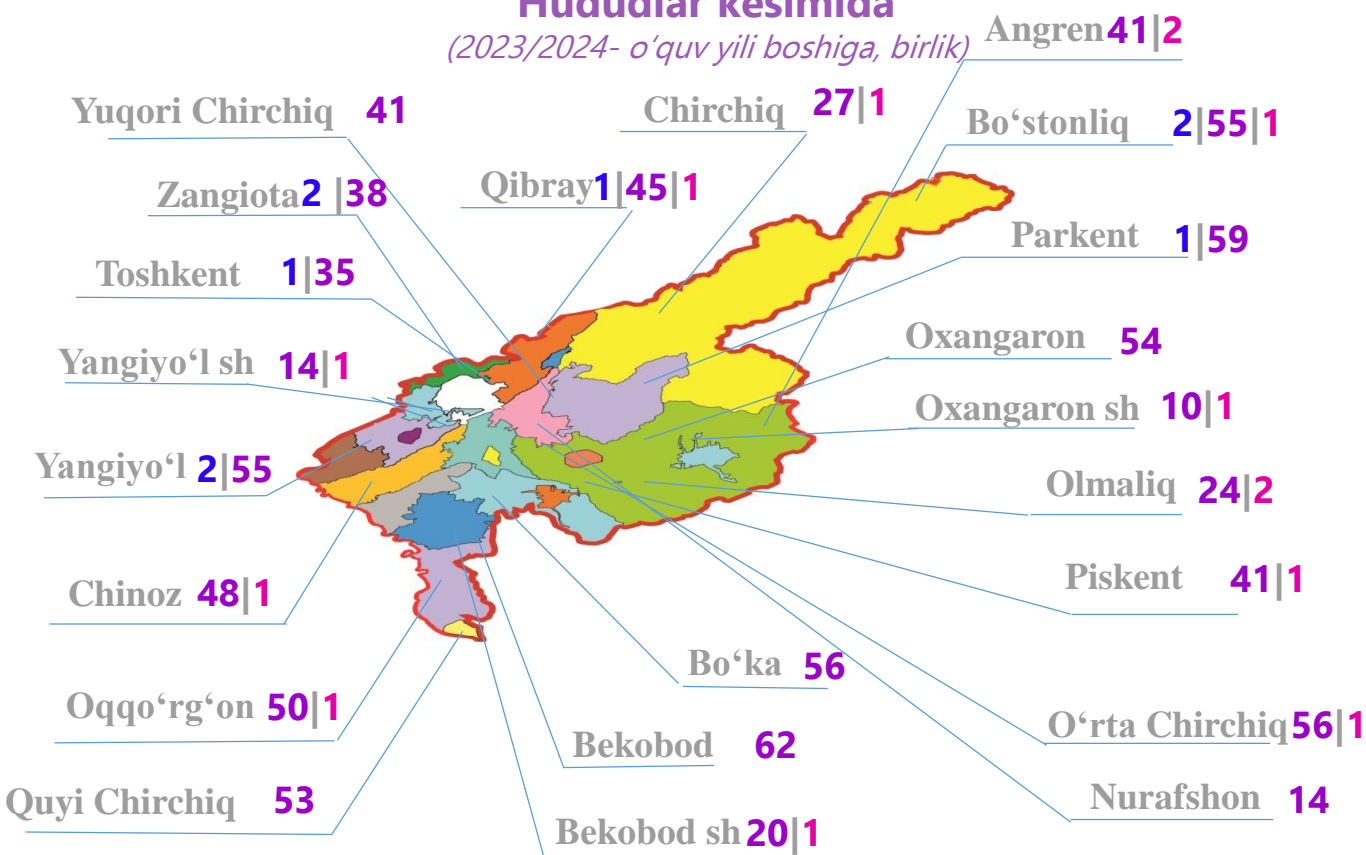 Hududlar kesimida
(2023/2024- o‘quv yili boshiga, birlik)
Angren 41|2
Yuqori Chirchiq 41
Chirchiq 27|1
Bo‘stonliq 2|55|1
Zangiota 2 |38
Qibray 1|45|1
Parkent 1|59
Toshkent 1|35
Oxangaron 54
Yangiyo‘l sh 14|1
Oxangaron sh 10|1
Yangiyo‘l 2|55
Olmaliq 24|2
Chinoz 48|1
Piskent 41|1
Bo‘ka 56
Oqqo‘rg‘on 50|1
O‘rta Chirchiq 56|1
Bekobod 62
Quyi Chirchiq 53
Nurafshon 14
Bekobod sh 20|1